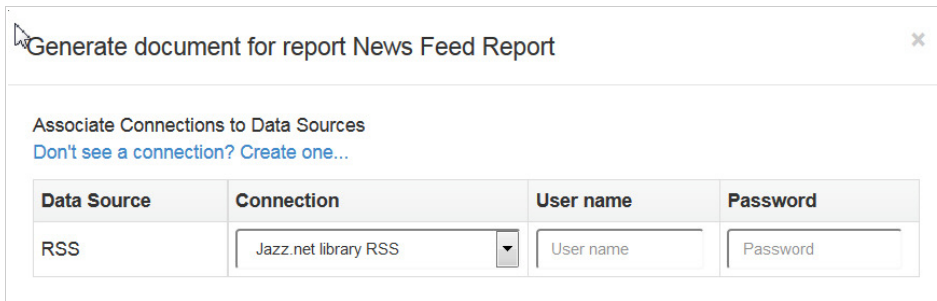 Generate document for report News Feed Report ×
Associate Connections to Data Sources
Don't see a connection? Create one...
Data Source Connection User name Password
RSS Jazz.net library RSS User name Password